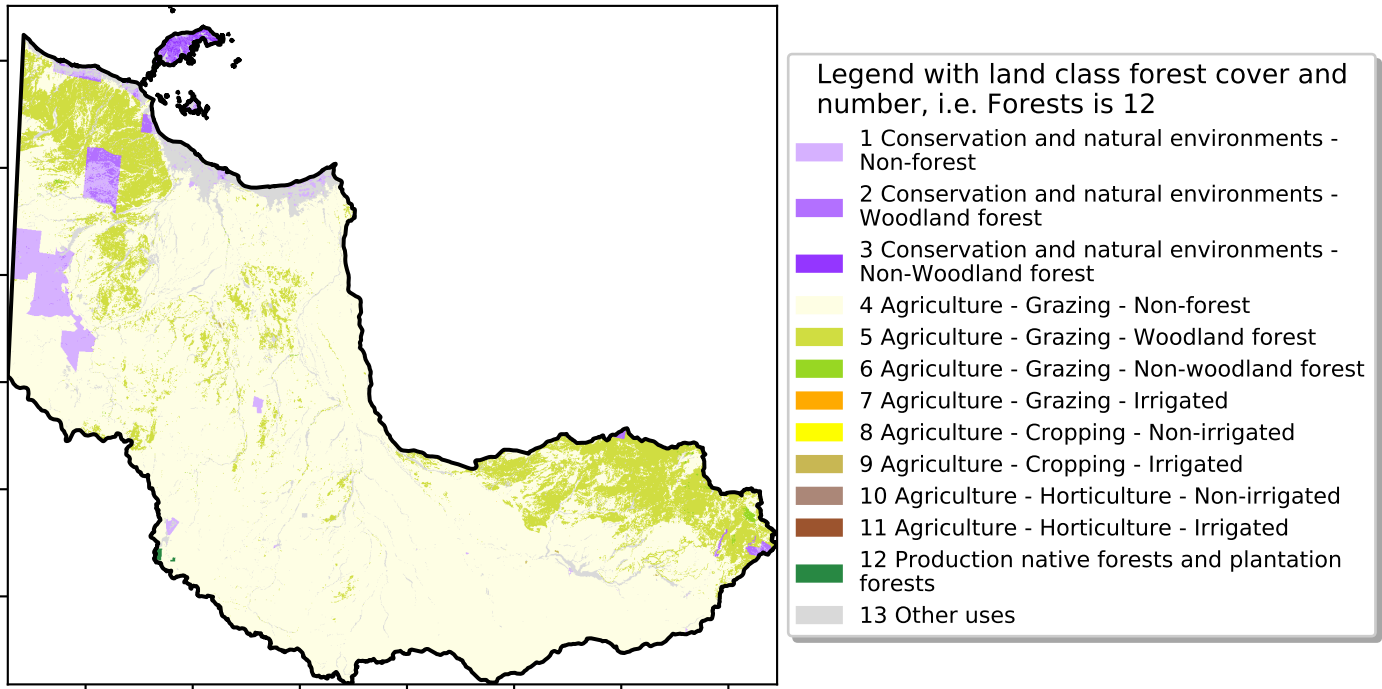 Legend with land class forest cover and
number, i.e. Forests is 12
1 Conservation and natural environments -
Non-forest
2 Conservation and natural environments -
Woodland forest
3 Conservation and natural environments -
Non-Woodland forest
4 Agriculture - Grazing - Non-forest
5 Agriculture - Grazing - Woodland forest
6 Agriculture - Grazing - Non-woodland forest
7 Agriculture - Grazing - Irrigated
8 Agriculture - Cropping - Non-irrigated
9 Agriculture - Cropping - Irrigated
10 Agriculture - Horticulture - Non-irrigated
11 Agriculture - Horticulture - Irrigated
12 Production native forests and plantation
forests
13 Other uses